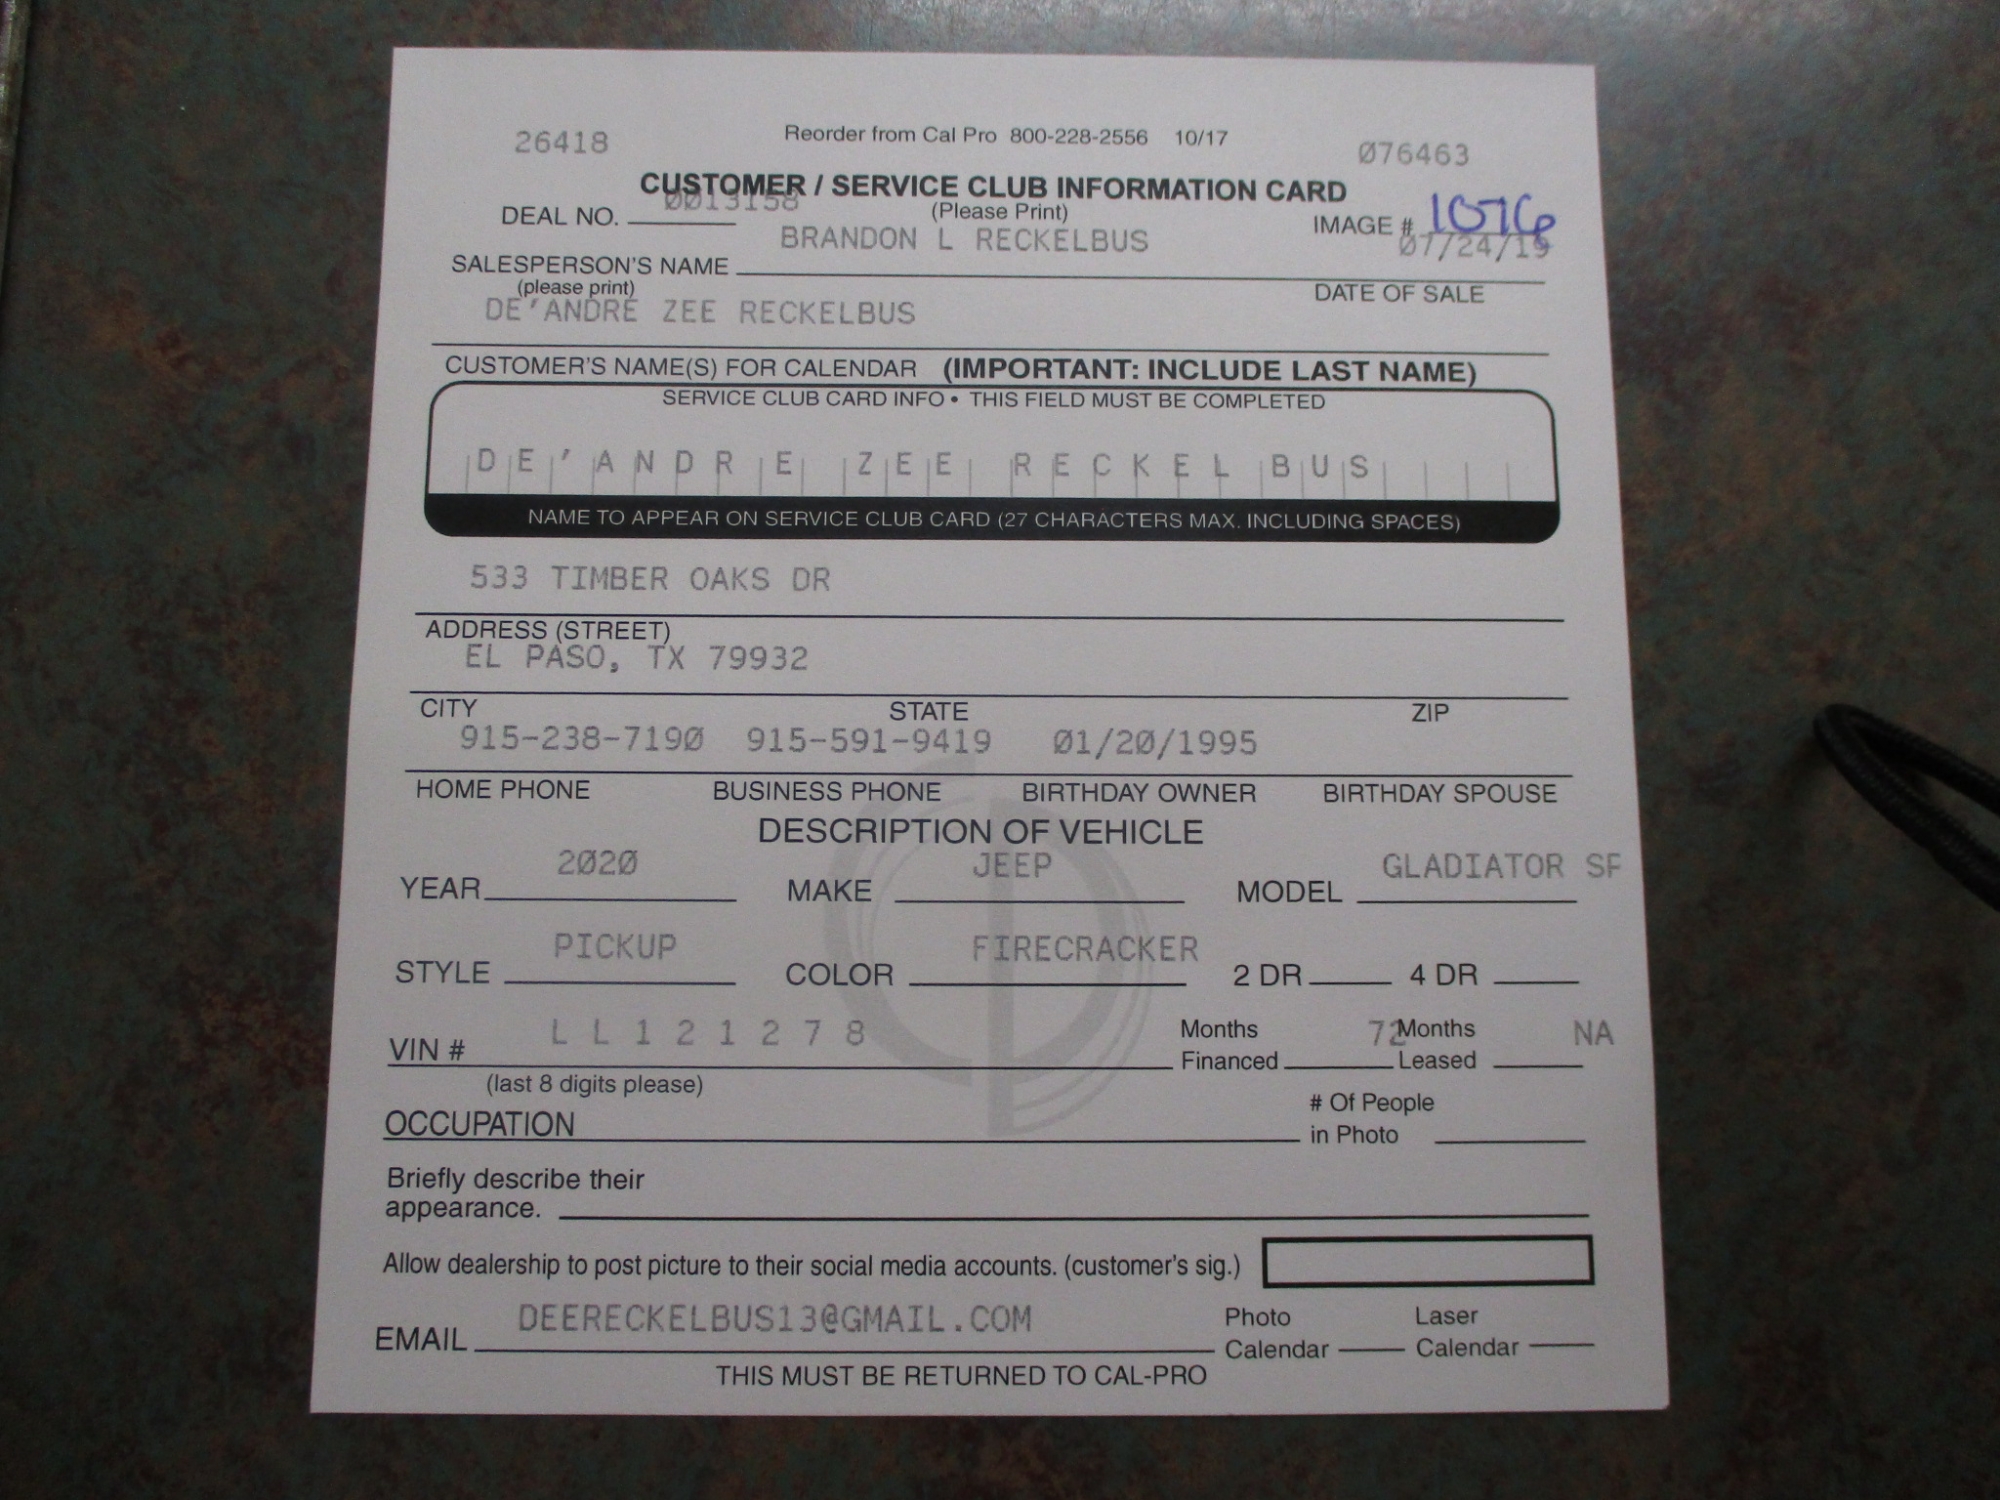 26418 Reorder from Cal Pro 800-228-2556 10/17 076463
CUSTOMER / SERVICE CLUB INFORMATION CARD
DEAL NO. 0013158 (Please Print) IMAGE # 1076
BRANDON L RECKELBUS 07/24/19
SALESPERSON'S NAME
(please print) DATE OF SALE
DE'ANDRE ZEE RECKELBUS
CUSTOMER'S NAME(S) FOR CALENDAR (IMPORTANT: INCLUDE LAST NAME)
SERVICE CLUB CARD INFO • THIS FIELD MUST BE COMPLETED
DE'ANDRE ZEE RECKELBUS
NAME TO APPEAR ON SERVICE CLUB CARD (27 CHARACTERS MAX. INCLUDING SPACES)
533 TIMBER OAKS DR
ADDRESS (STREET)
EL PASO, TX 79932
CITY STATE ZIP
915-238-7190 915-591-9419 01/20/1995
HOME PHONE BUSINESS PHONE BIRTHDAY OWNER BIRTHDAY SPOUSE
DESCRIPTION OF VEHICLE
YEAR 2020 MAKE JEEP MODEL GLADIATOR SP
STYLE PICKUP COLOR FIRECRACKER 2 DR 4 DR
VIN # LL121278 Months Financed 72 Months Leased NA
(last 8 digits please)
OCCUPATION # Of People in Photo
Briefly describe their
appearance.
Allow dealership to post picture to their social media accounts. (customer's sig.)
EMAIL DEERECKELBUS13@GMAIL.COM Photo Calendar Laser Calendar
THIS MUST BE RETURNED TO CAL-PRO